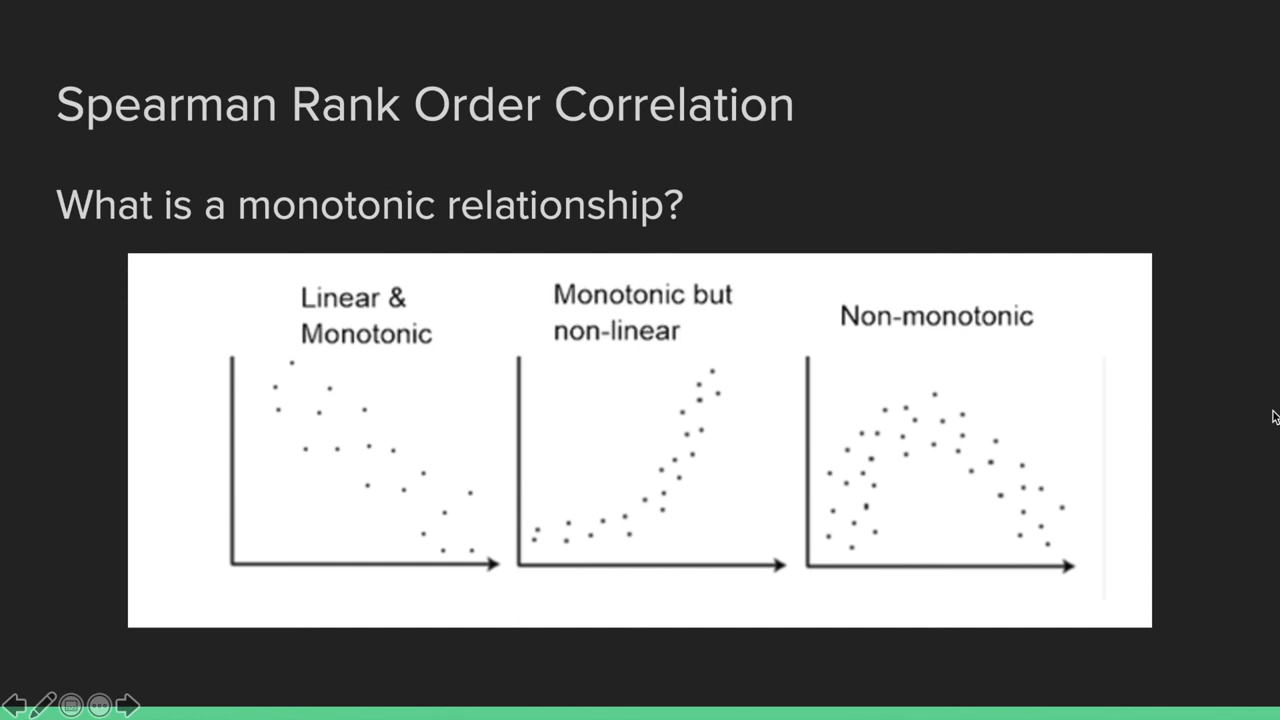 Spearman Rank Order Correlation
What is a monotonic relationship?
Linear &
Monotonic
Monotonic but
non-linear
Non-monotonic